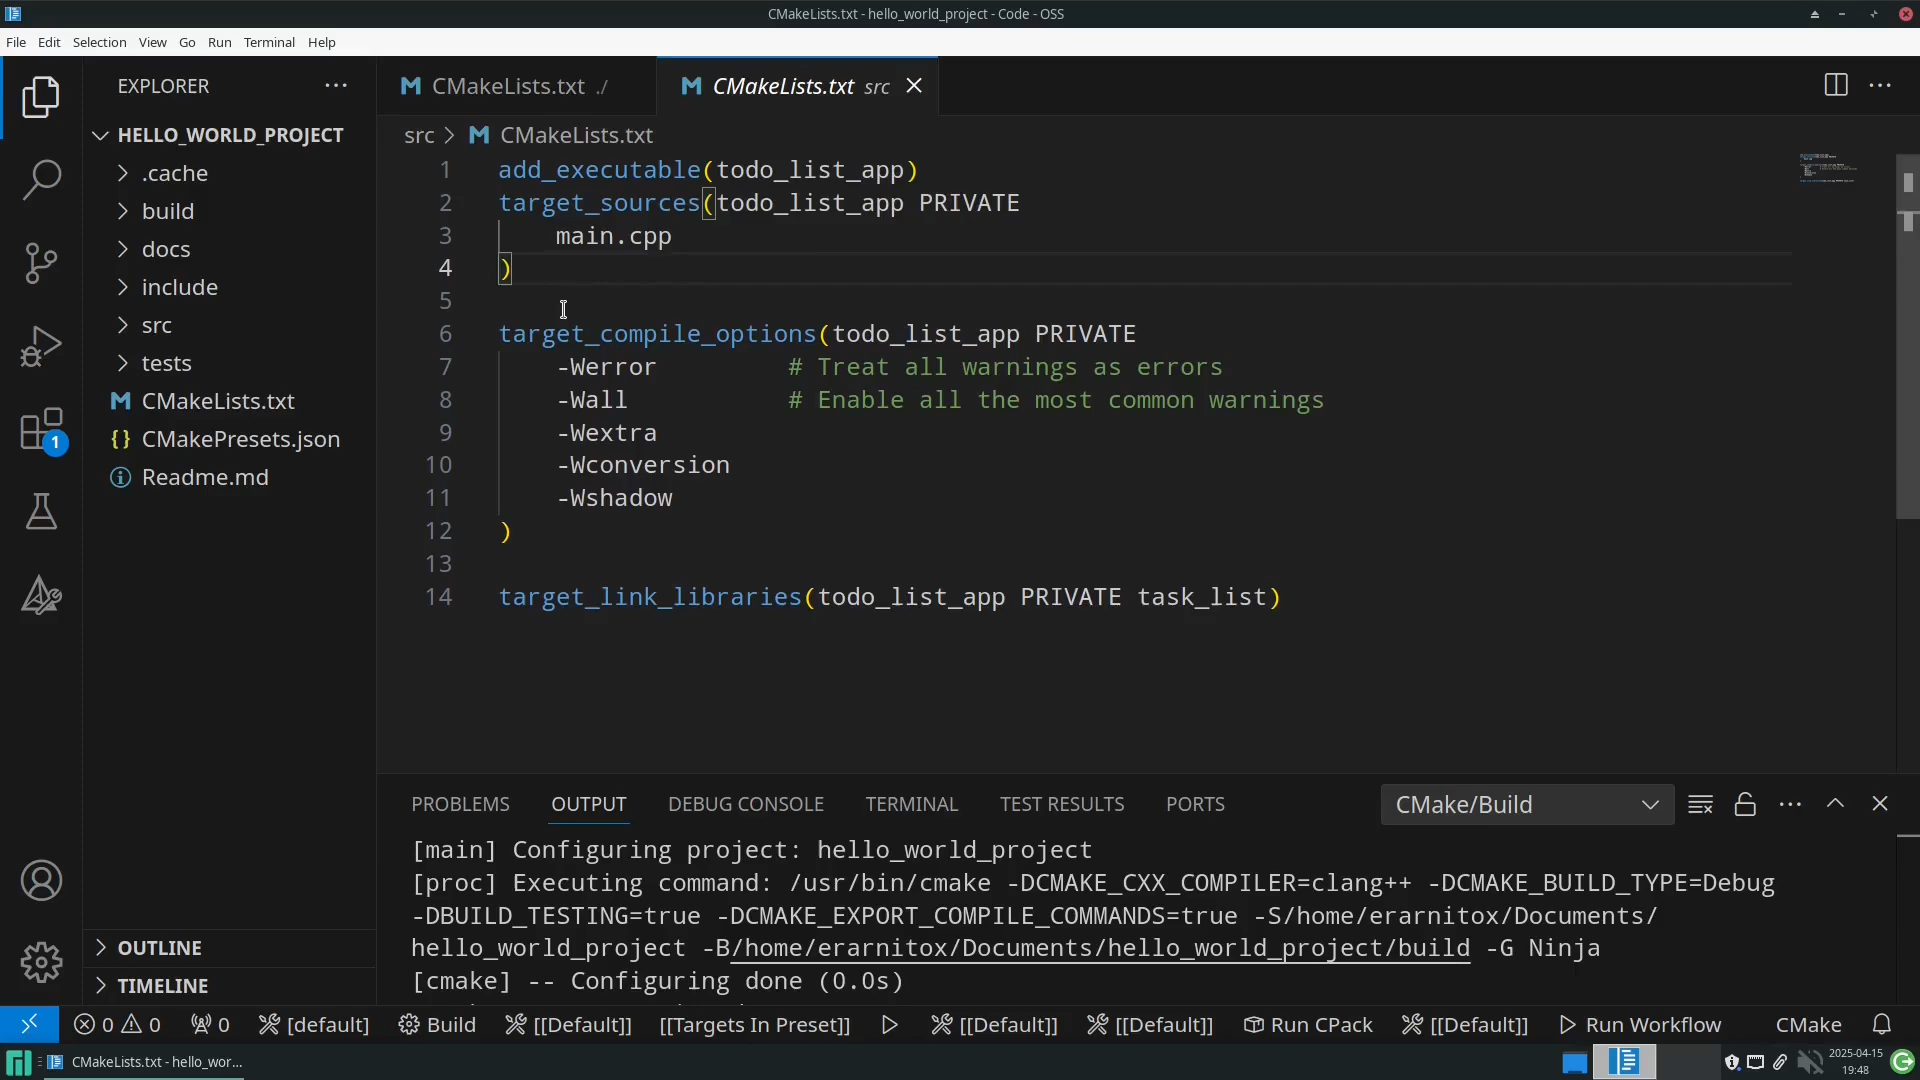 CMakeLists.txt - hello_world_project - Code - OSS
File Edit Selection View Go Run Terminal Help
EXPLORER
CMakeLists.txt ./
CMakeLists.txt src
HELLO_WORLD_PROJECT
.cache
build
docs
include
src
tests
CMakeLists.txt
CMakePresets.json
Readme.md
OUTLINE
TIMELINE
1
src > CMakeLists.txt
1 add_executable(todo_list_app)
2 target_sources(todo_list_app PRIVATE
3 main.cpp
4 )
5
6 target_compile_options(todo_list_app PRIVATE
7 -Werror # Treat all warnings as errors
8 -Wall # Enable all the most common warnings
9 -Wextra
10 -Wconversion
11 -Wshadow
12 )
13
14 target_link_libraries(todo_list_app PRIVATE task_list)
PROBLEMS OUTPUT DEBUG CONSOLE TERMINAL TEST RESULTS PORTS CMake/Build
[main] Configuring project: hello_world_project
[proc] Executing command: /usr/bin/cmake -DCMAKE_CXX_COMPILER=clang++ -DCMAKE_BUILD_TYPE=Debug
-DBUILD_TESTING=true -DCMAKE_EXPORT_COMPILE_COMMANDS=true -S/home/erarnitox/Documents/
hello_world_project -B/home/erarnitox/Documents/hello_world_project/build -G Ninja
[cmake] -- Configuring done (0.0s)
0 0 0 [default] Build [[Default]] [[Targets In Preset]] [[Default]] [[Default]] Run CPack [[Default]] Run Workflow CMake
CMakeLists.txt - hello_wor...
2025-04-15
19:48